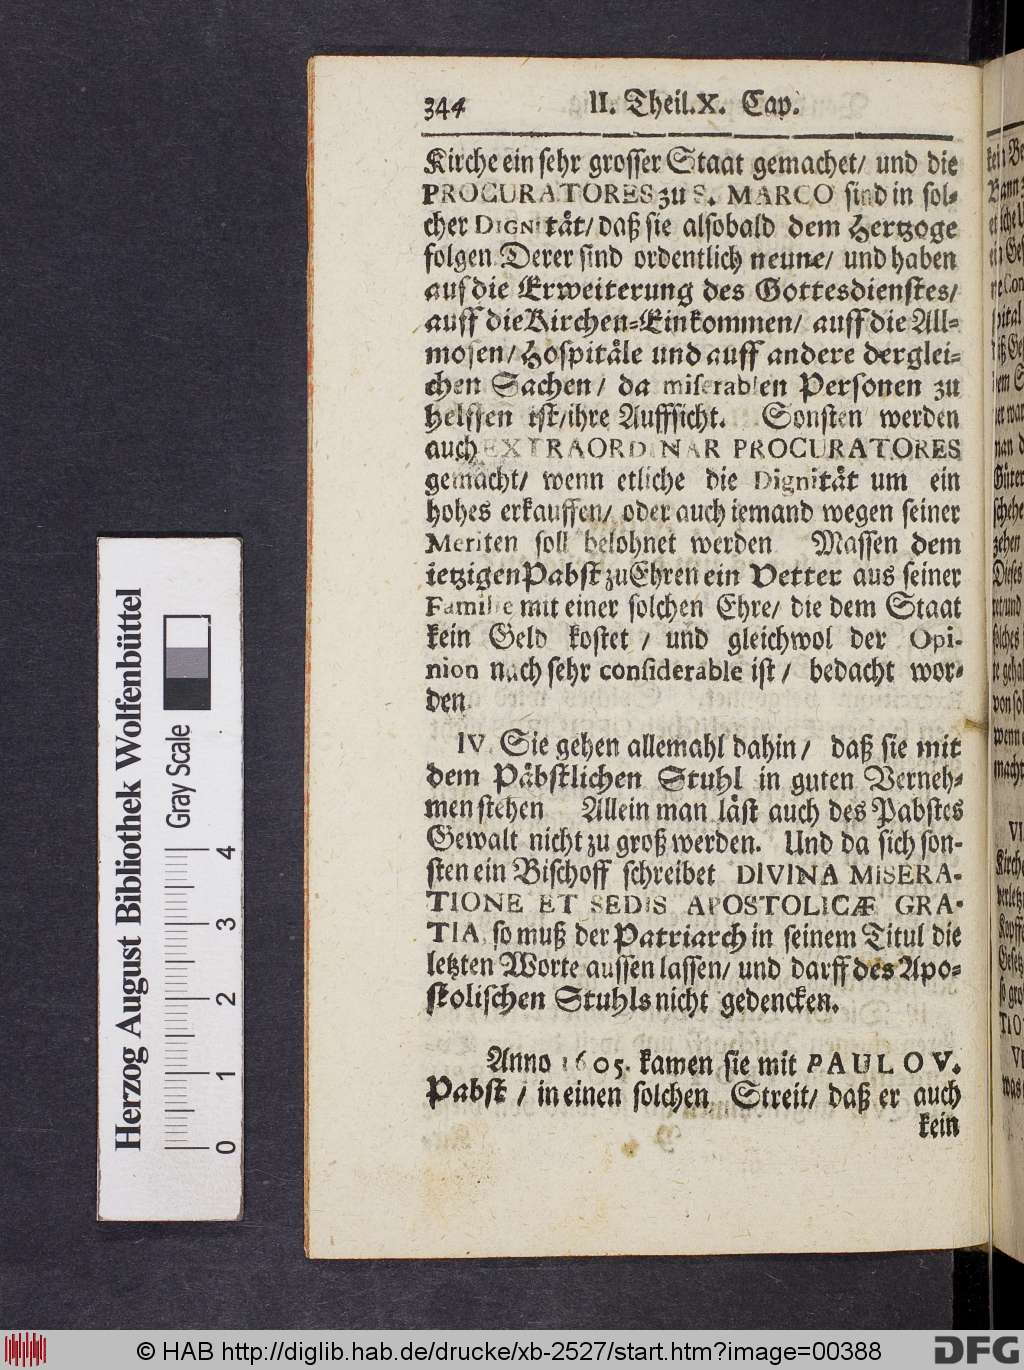 344 II. Theil. X. Cap.
Kirche ein sehr grosser Staat gemachet/ und die
PROCURATORES zu S. MARCO sind in sol-
cher DIGNität/ daß sie alsobald dem Hertzoge
folgen. Derer sind ordentlich neune/ und haben
auf die Erweiterung des Gottesdienstes/
auff die Kirchen-Einkommen/ auff die All-
mosen/ Hospitäle und auff andere derglei-
chen Sachen/ da miserablen Personen zu
helffen ist/ ihre Auffsicht. Sonsten werden
auch EXTRAORDINAR PROCURATORES
gemacht/ wenn etliche die Dignität um ein
hohes erkauffen/ oder auch iemand wegen seiner
Meriten soll belohnet werden Massen dem
ietzigen Pabst zu Ehren ein Vetter aus seiner
Familie mit einer solchen Ehre/ die dem Staat
kein Geld kostet/ und gleichwol der Opi-
nion nach sehr considerable ist/ bedacht wor-
den.
IV. Sie gehen allemahl dahin/ daß sie mit
dem Päbstlichen Stuhl in guten Verneh-
men stehen Allein man läst auch des Pabstes
Gewalt nicht zu groß werden. Und da sich son-
sten ein Bischoff schreibet DIVINA MISERA-
TIONE ET SEDIS APOSTOLICÆ GRA-
TIA, so muß der Patriarch in seinem Titul die
letzten Worte aussen lassen/ und darff des Apo-
stolischen Stuhls nicht gedencken.
Anno 1605. kamen sie mit PAULO V.
Pabst / in einen solchen Streit/ daß er auch
kein
Herzog August Bibliothek Wolfenbüttel
Gray Scale
0 1 2 3 4
© HAB http://diglib.hab.de/drucke/xb-2527/start.htm?image=00388
DFG